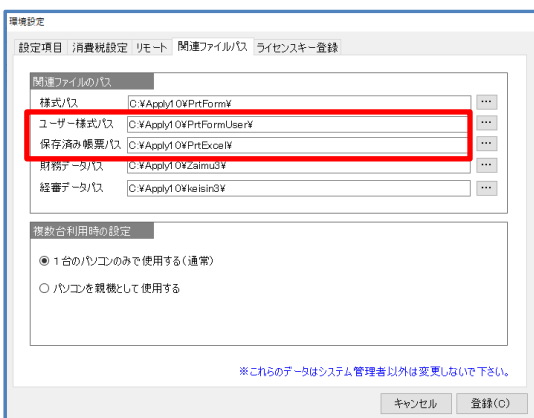 環境設定
設定項目 消費税設定 リモート 関連ファイルパス ライセンスキー登録
関連ファイルのパス
様式パス C:¥Apply10¥PrtForm¥ ...
ユーザー様式パス C:¥Apply10¥PrtFormUser¥ ...
保存済み帳票パス C:¥Apply10¥PrtExcel¥ ...
財務データパス C:¥Apply10¥Zaimu3¥ ...
経審データパス C:¥Apply10¥keisin3¥ ...
複数台利用時の設定
1台のパソコンのみで使用する(通常)
パソコンを親機として使用する
※これらのデータはシステム管理者以外は変更しないで下さい。
キャンセル 登録(C)